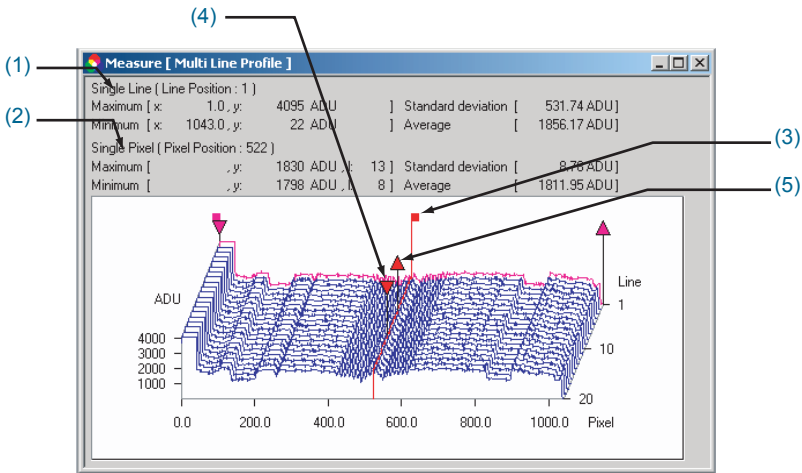 (4)
(1)
Measure [ Multi Line Profile ]
Single Line ( Line Position : 1 )
Maximum [ x: 1.0 , y: 4095 ADU ] Standard deviation [ 531.74 ADU ]
(2)
Minimum [ x: 1043.0 , y: 22 ADU ] Average [ 1856.17 ADU ]
Single Pixel ( Pixel Position : 522 )
(3)
Maximum [ , y: 1830 ADU , l: 13 ] Standard deviation [ 8.76 ADU ]
Minimum [ , y: 1798 ADU , l: 8 ] Average [ 1811.95 ADU ]
(5)
Line
ADU
1
4000
3000
2000
1000
10
20
0.0 200.0 400.0 600.0 800.0 1000.0 Pixel